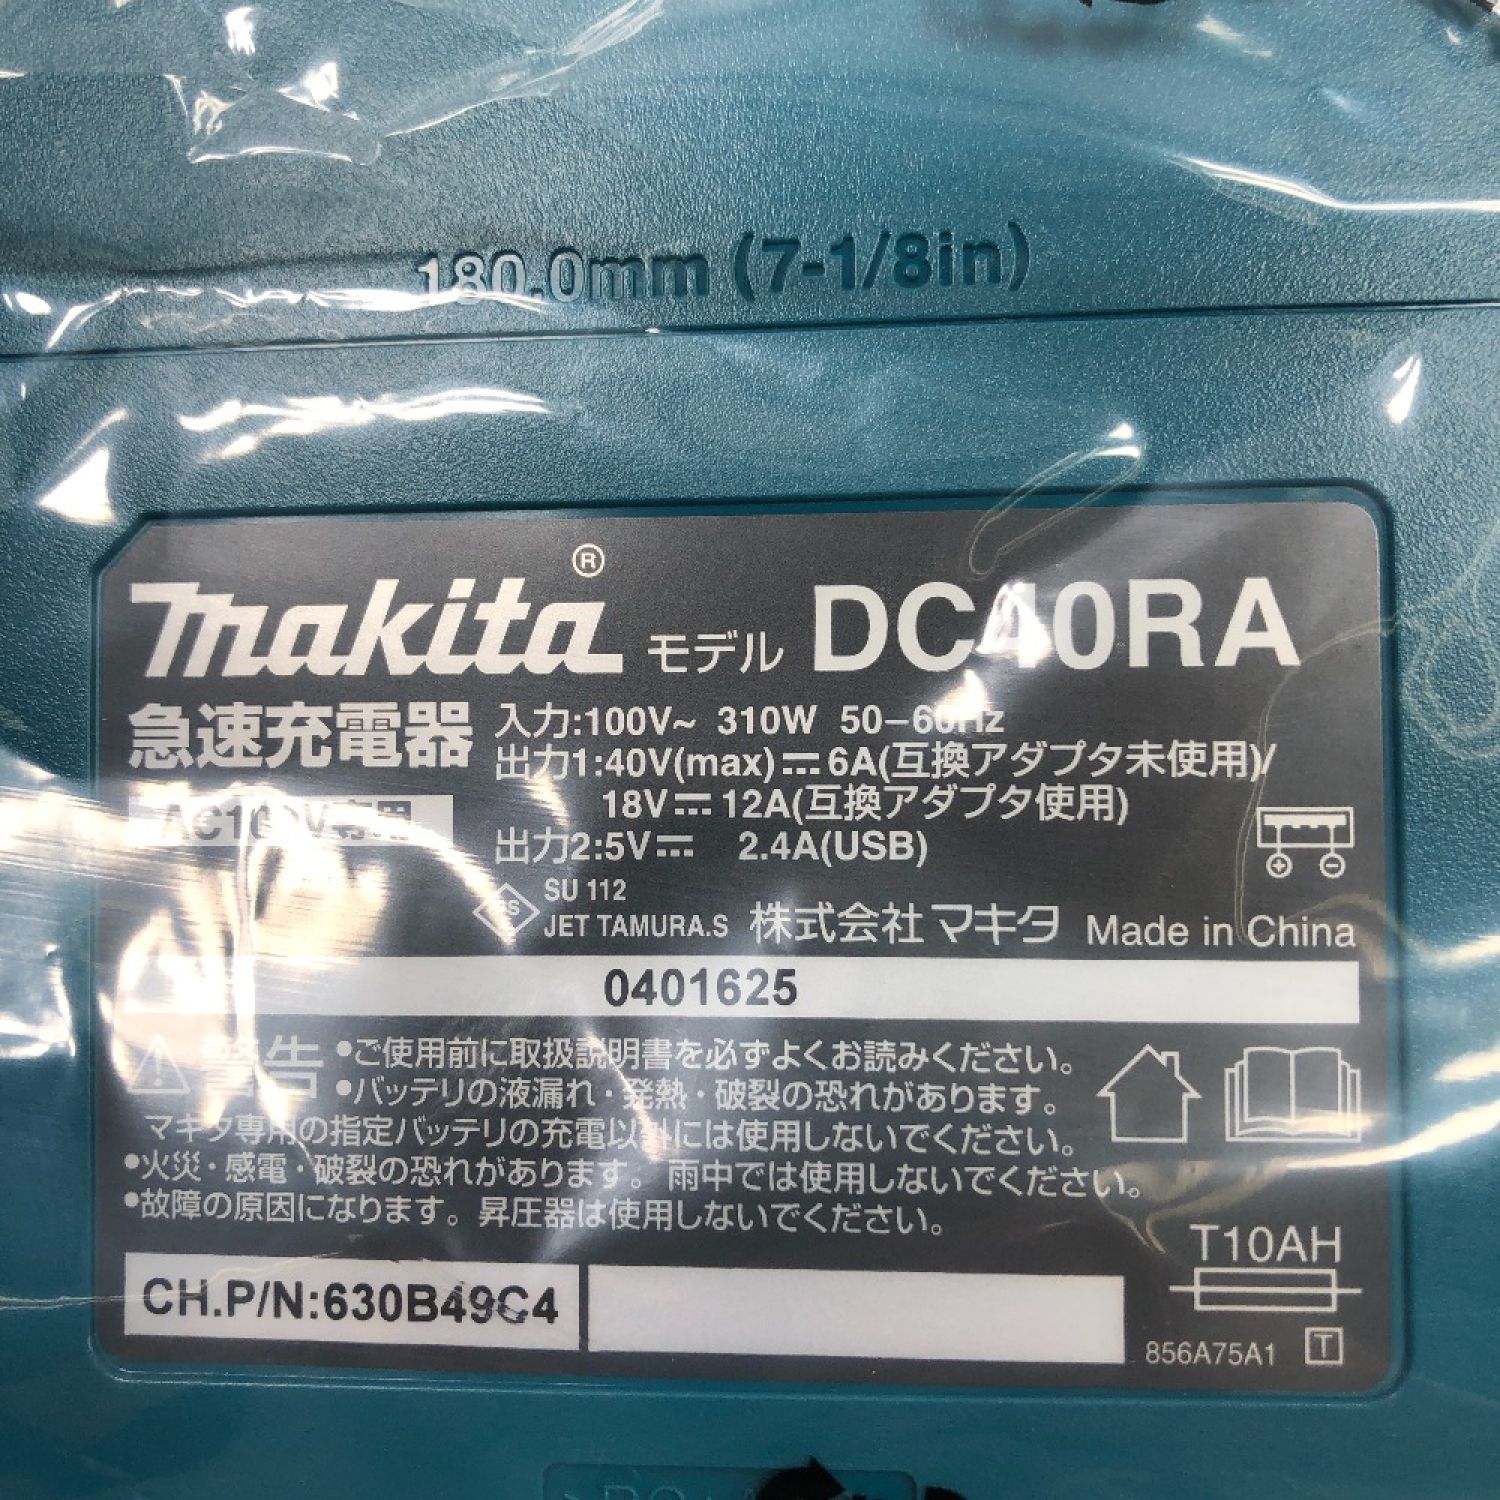 180.0mm (7-1/8in)
makita® モデル DC40RA
急速充電器
入力:100V~ 310W 50-60Hz
出力1:40V(max)⎓6A(互換アダプタ未使用)/
18V⎓12A(互換アダプタ使用)
AC100V専用
出力2:5V⎓ 2.4A(USB)
SU 112
JET TAMURA.S 株式会社マキタ Made in China
0401625
警告 •ご使用前に取扱説明書を必ずよくお読みください。
•バッテリの液漏れ・発熱・破裂の恐れがあります。
マキタ専用の指定バッテリの充電以外には使用しないでください。
•火災・感電・破裂の恐れがあります。雨中では使用しないでください。
•故障の原因になります。昇圧器は使用しないでください。
T10AH
CH.P/N:630B49C4
856A75A1 T